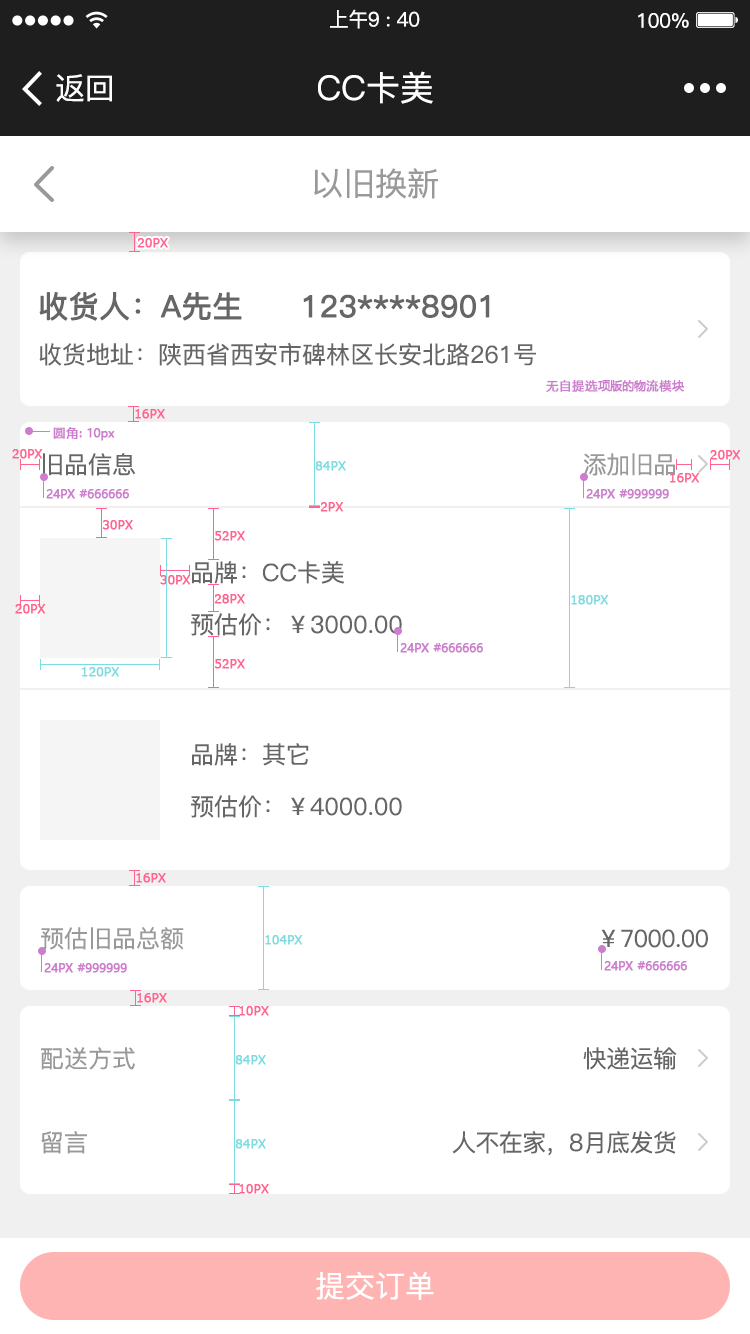 上午9 : 40
100%
返回
CC卡美
以旧换新
20PX
收货人：A先生 123****8901
收货地址：陕西省西安市碑林区长安北路261号
无自提选项版的物流模块
16PX
圆角: 10px
20PX
旧品信息
84PX
添加旧品
16PX
20PX
24PX #666666
24PX #999999
2PX
30PX
52PX
品牌：CC卡美
30PX
28PX
180PX
20PX
预估价：￥3000.00
24PX #666666
52PX
120PX
品牌：其它
预估价：￥4000.00
16PX
预估旧品总额
104PX
￥7000.00
24PX #999999
24PX #666666
16PX
10PX
配送方式
84PX
快递运输
留言
84PX
人不在家，8月底发货
10PX
提交订单